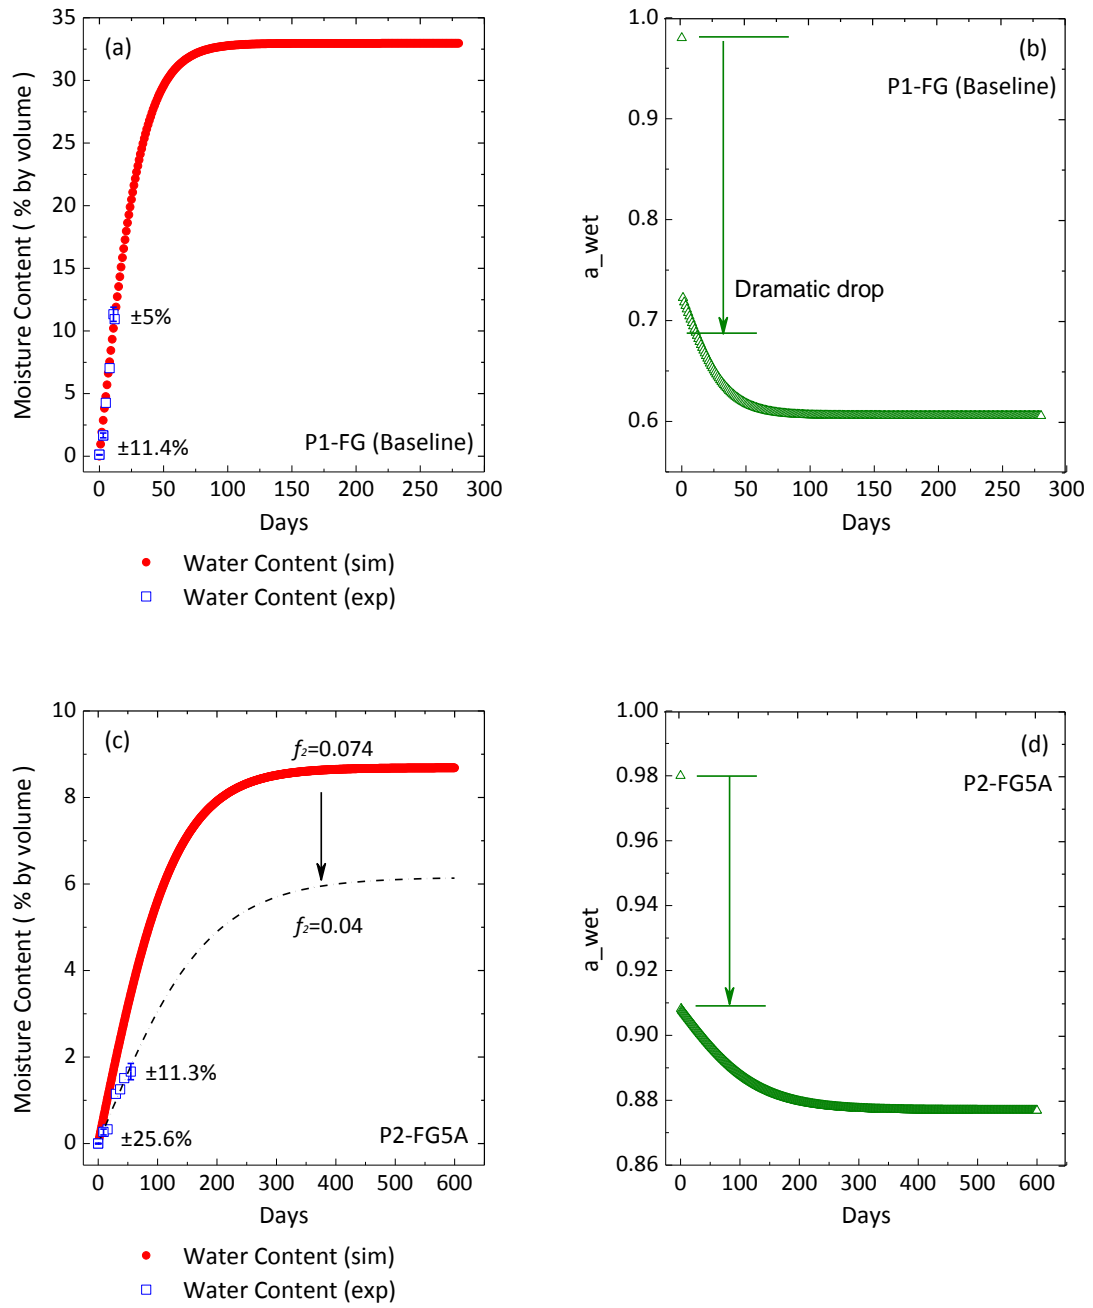 35
30
25
20
15
10
5
0
Moisture Content ( % by volume )
(a)
±5%
±11.4%
P1-FG (Baseline)
0 50 100 150 200 250 300
Days
Water Content (sim)
Water Content (exp)
1.0
0.9
0.8
0.7
0.6
a_wet
(b)
P1-FG (Baseline)
Dramatic drop
0 50 100 150 200 250 300
Days
10
8
6
4
2
0
Moisture Content ( % by volume )
(c)
f₂=0.074
f₂=0.04
±11.3%
±25.6%
P2-FG5A
0 100 200 300 400 500 600
Days
Water Content (sim)
Water Content (exp)
1.00
0.98
0.96
0.94
0.92
0.90
0.88
0.86
a_wet
(d)
P2-FG5A
0 100 200 300 400 500 600
Days